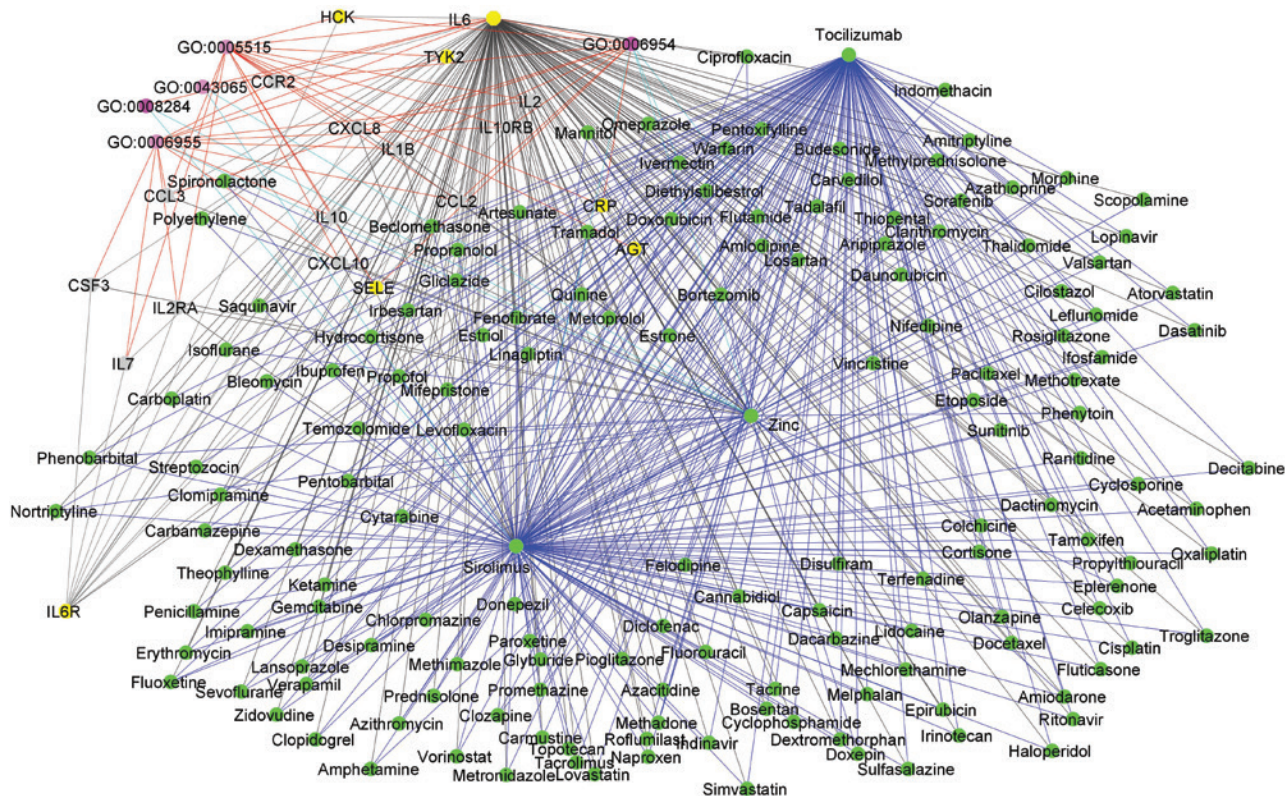 HCK
IL6
Tocilizumab
GO:0005515
GO:0006954
TYK2
Ciprofloxacin
GO:0043065
CCR2
Indomethacin
GO:0008284
IL2
CXCL8
IL10RB
Mannitol
Omeprazole
Pentoxifylline
GO:0006955
IL1B
Warfarin
Budesonide
Amitriptyline
Ivermectin
Methylprednisolone
Spironolactone
CCL3
Diethylstilbestrol
Carvedilol
Azathioprine
Morphine
Scopolamine
CCL2
Artesunate
CRP
Tadalafil
Sorafenib
Polyethylene
IL10
Beclomethasone
Tramadol
Doxorubicin
Flutamide
Thiopental
Clarithromycin
Lopinavir
Propranolol
AGT
Amlodipine
Aripiprazole
Thalidomide
CXCL10
Losartan
Valsartan
CSF3
SELE
Gliclazide
Daunorubicin
Cilostazol
Atorvastatin
IL2RA
Saquinavir
Irbesartan
Quinine
Bortezomib
Leflunomide
Fenofibrate
Metoprolol
Nifedipine
Rosiglitazone
Dasatinib
Isoflurane
Hydrocortisone
Estriol
Estrone
Linagliptin
Ifosfamide
IL7
Ibuprofen
Propofol
Vincristine
Paclitaxel
Methotrexate
Carboplatin
Bleomycin
Mifepristone
Etoposide
Phenytoin
Temozolomide
Levofloxacin
Zinc
Sunitinib
Phenobarbital
Streptozocin
Ranitidine
Decitabine
Pentobarbital
Cyclosporine
Nortriptyline
Clomipramine
Cytarabine
Dactinomycin
Acetaminophen
Carbamazepine
Colchicine
Tamoxifen
Dexamethasone
Cortisone
Oxaliplatin
Theophylline
Sirolimus
Felodipine
Disulfiram
Propylthiouracil
Ketamine
Terfenadine
Eplerenone
IL6R
Penicillamine
Gemcitabine
Donepezil
Cannabidiol
Capsaicin
Olanzapine
Celecoxib
Imipramine
Chlorpromazine
Diclofenac
Lidocaine
Troglitazone
Erythromycin
Desipramine
Paroxetine
Dacarbazine
Docetaxel
Cisplatin
Lansoprazole
Methimazole
Glyburide
Pioglitazone
Fluorouracil
Mechlorethamine
Fluticasone
Fluoxetine
Sevoflurane
Verapamil
Prednisolone
Promethazine
Azacitidine
Tacrine
Melphalan
Amiodarone
Zidovudine
Azithromycin
Clozapine
Bosentan
Epirubicin
Ritonavir
Clopidogrel
Carmustine
Methadone
Cyclophosphamide
Irinotecan
Vorinostat
Topotecan
Roflumilast
Indinavir
Dextromethorphan
Haloperidol
Amphetamine
Metronidazole
Tacrolimus
Naproxen
Doxepin
Lovastatin
Sulfasalazine
Simvastatin